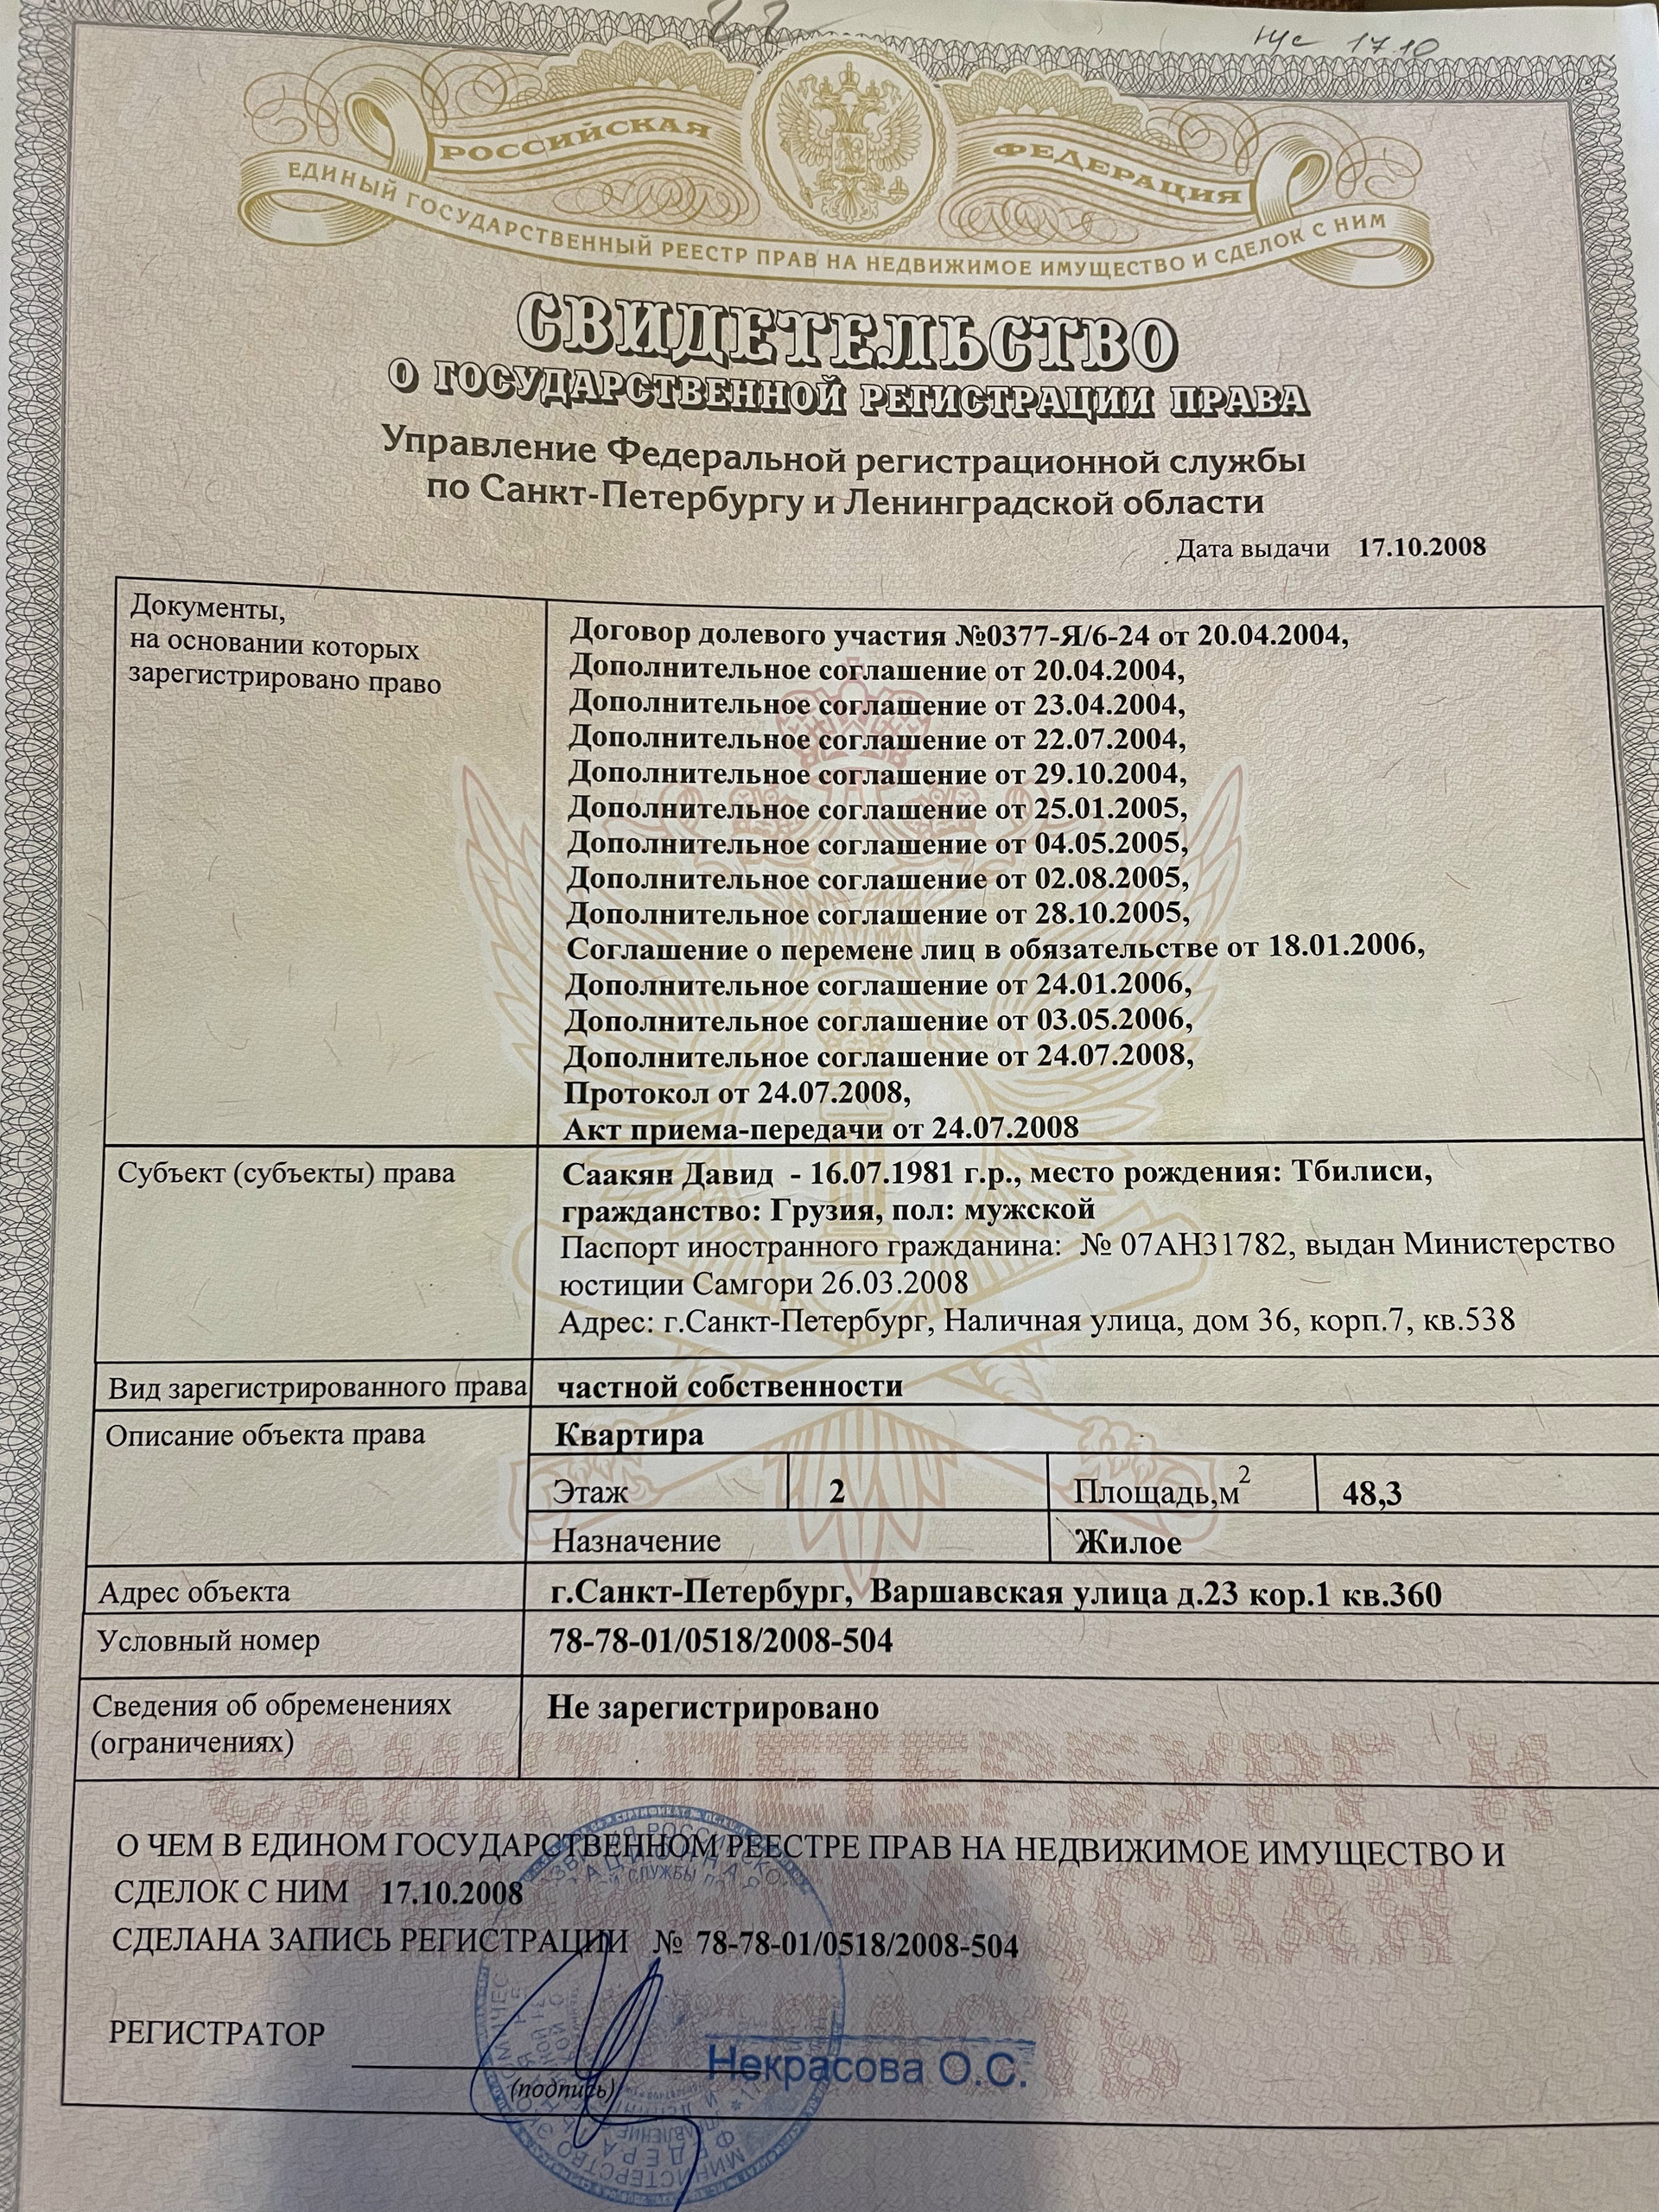 Нус 17.10
РОССИЙСКАЯ ФЕДЕРАЦИЯ
ЕДИНЫЙ ГОСУДАРСТВЕННЫЙ РЕЕСТР ПРАВ НА НЕДВИЖИМОЕ ИМУЩЕСТВО И СДЕЛОК С НИМ
СВИДЕТЕЛЬСТВО
О ГОСУДАРСТВЕННОЙ РЕГИСТРАЦИИ ПРАВА
Управление Федеральной регистрационной службы
по Санкт-Петербургу и Ленинградской области
Дата выдачи 17.10.2008
Документы,
на основании которых
зарегистрировано право
Договор долевого участия №0377-Я/6-24 от 20.04.2004,
Дополнительное соглашение от 20.04.2004,
Дополнительное соглашение от 23.04.2004,
Дополнительное соглашение от 22.07.2004,
Дополнительное соглашение от 29.10.2004,
Дополнительное соглашение от 25.01.2005,
Дополнительное соглашение от 04.05.2005,
Дополнительное соглашение от 02.08.2005,
Дополнительное соглашение от 28.10.2005,
Соглашение о перемене лиц в обязательстве от 18.01.2006,
Дополнительное соглашение от 24.01.2006,
Дополнительное соглашение от 03.05.2006,
Дополнительное соглашение от 24.07.2008,
Протокол от 24.07.2008,
Акт приема-передачи от 24.07.2008
Субъект (субъекты) права
Саакян Давид - 16.07.1981 г.р., место рождения: Тбилиси,
гражданство: Грузия, пол: мужской
Паспорт иностранного гражданина: № 07АН31782, выдан Министерство
юстиции Самгори 26.03.2008
Адрес: г.Санкт-Петербург, Наличная улица, дом 36, корп.7, кв.538
Вид зарегистрированного права частной собственности
Описание объекта права Квартира
Этаж 2 Площадь,м2 48,3
Назначение Жилое
Адрес объекта г.Санкт-Петербург, Варшавская улица д.23 кор.1 кв.360
Условный номер 78-78-01/0518/2008-504
Сведения об обременениях
(ограничениях)
Не зарегистрировано
САНКТ-ПЕТЕРБУРГ И
О ЧЕМ В ЕДИНОМ ГОСУДАРСТВЕННОМ РЕЕСТРЕ ПРАВ НА НЕДВИЖИМОЕ ИМУЩЕСТВО И
СДЕЛОК С НИМ 17.10.2008
СДЕЛАНА ЗАПИСЬ РЕГИСТРАЦИИ № 78-78-01/0518/2008-504
РЕГИСТРАТОР
Некрасова О.С.
(подпись)